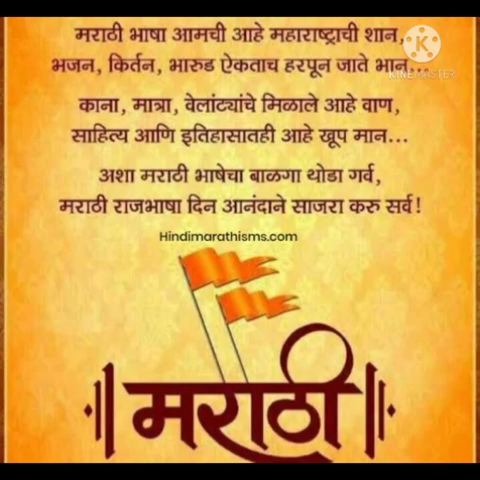 मराठी भाषा आमची आहे महाराष्ट्राची शान,
भजन, किर्तन, भारुड ऐकताच हरपून जाते भान...
K
KINEMASTER
काना, मात्रा, वेलांट्यांचे मिळाले आहे वाण,
साहित्य आणि इतिहासातही आहे खूप मान...
अशा मराठी भाषेचा बाळगा थोडा गर्व,
मराठी राजभाषा दिन आनंदाने साजरा करु सर्व!
Hindimarathisms.com
॥मराठी॥